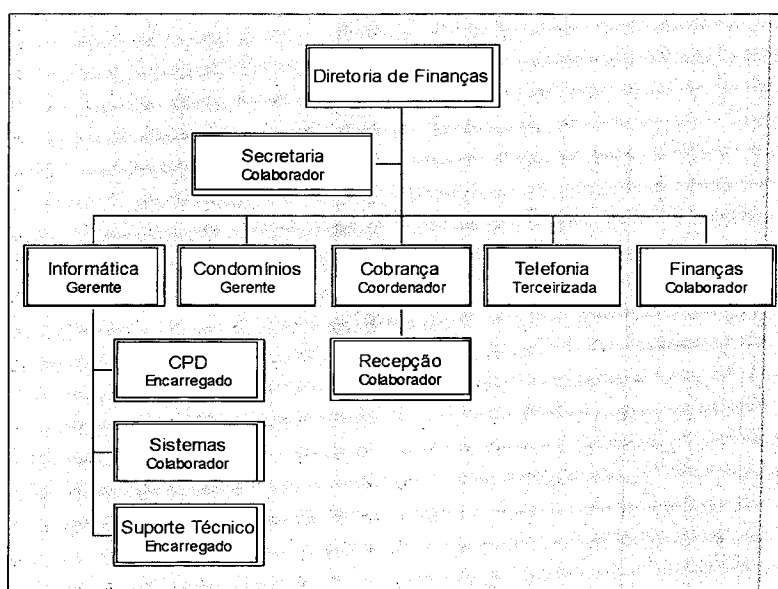 Diretoria de Finanças
Secretaria
Colaborador
Informática
Gerente
Condomínios
Gerente
Cobrança
Coordenador
Telefonia
Terceirizada
Finanças
Colaborador
CPD
Encarregado
Recepção
Colaborador
Sistemas
Colaborador
Suporte Técnico
Encarregado